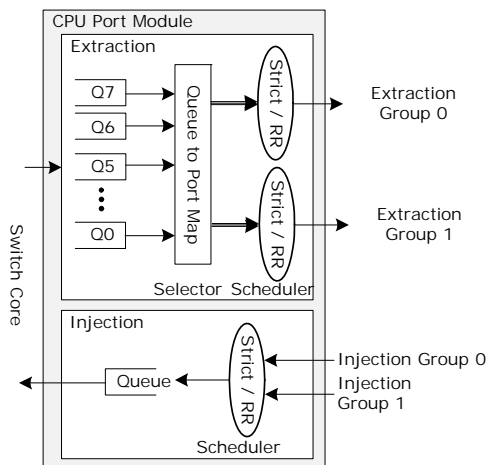 CPU Port Module
Extraction
Q7
Q6
Q5
Q0
Queue to Port Map
Strict / RR
Strict / RR
Selector Scheduler
Extraction
Group 0
Extraction
Group 1
Switch Core
Injection
Queue
Strict / RR
Scheduler
Injection Group 0
Injection
Group 1